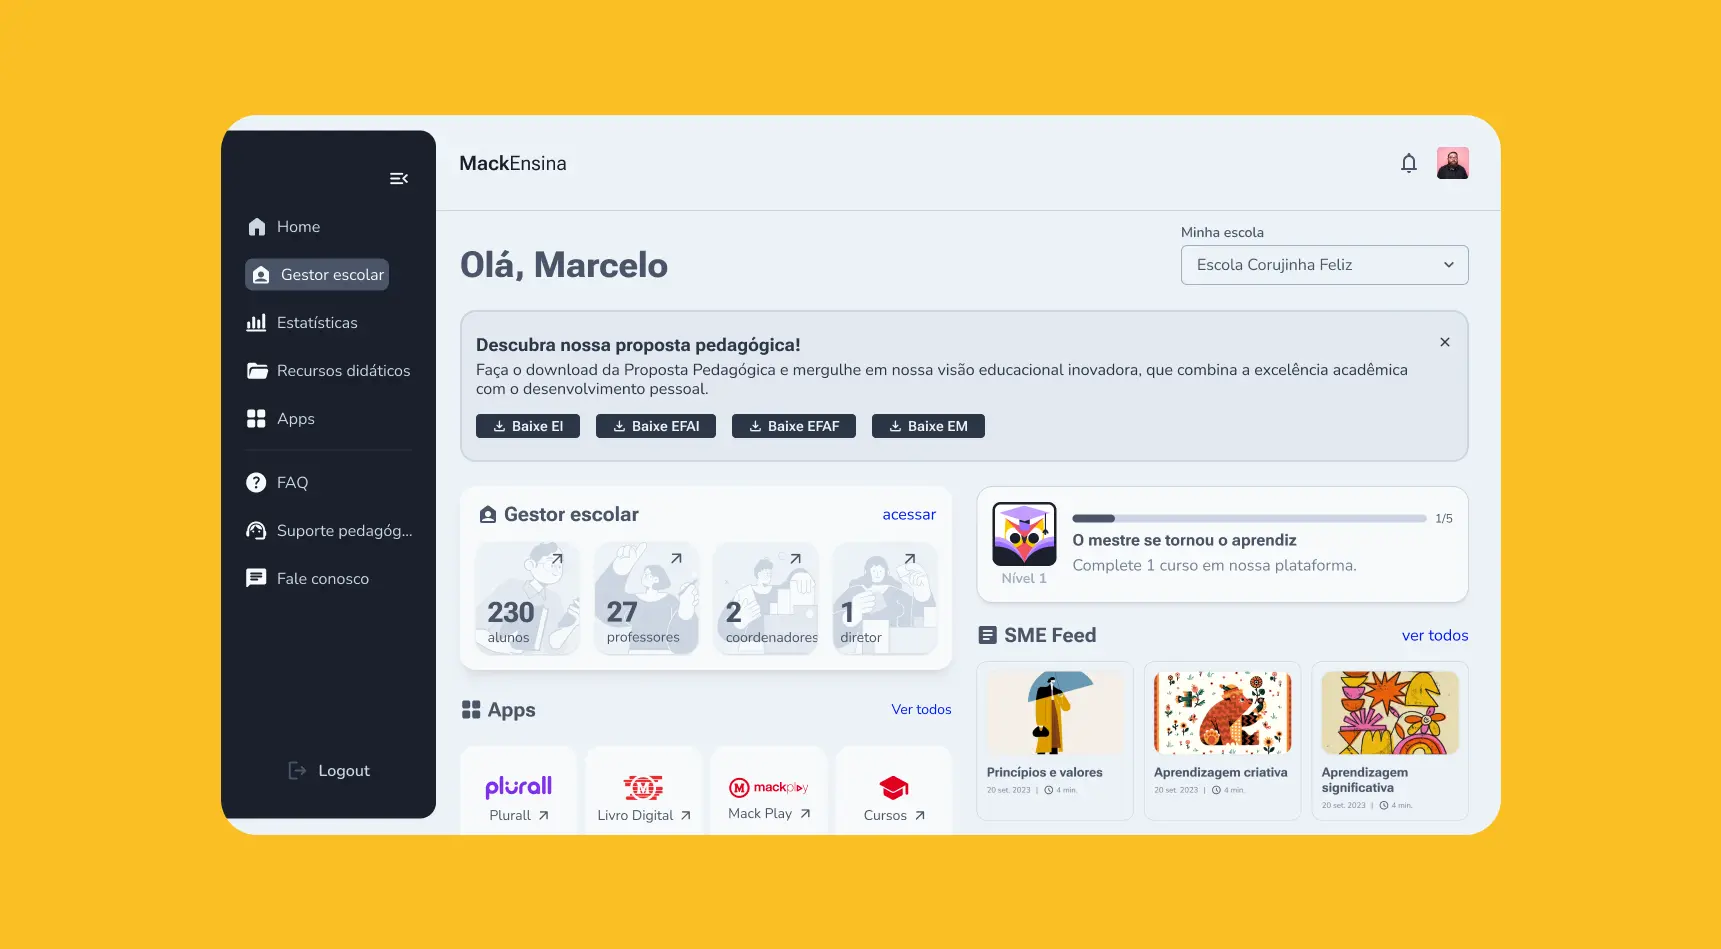 MackEnsina
Home
Gestor escolar
Estatísticas
Recursos didáticos
Apps
FAQ
Suporte pedagóg...
Fale conosco
Logout
Olá, Marcelo
Minha escola
Escola Corujinha Feliz
Descubra nossa proposta pedagógica!
Faça o download da Proposta Pedagógica e mergulhe em nossa visão educacional inovadora, que combina a excelência acadêmica
com o desenvolvimento pessoal.
Baixe EI
Baixe EFAI
Baixe EFAF
Baixe EM
Gestor escolar
acessar
230
alunos
27
professores
2
coordenadores
1
diretor
Apps
Ver todos
plurall
Plurall
M
Livro Digital
M mackplay
Mack Play
Cursos
1/5
O mestre se tornou o aprendiz
Complete 1 curso em nossa plataforma.
Nível 1
SME Feed
ver todos
Princípios e valores
20 set. 2023 | 4 min.
Aprendizagem criativa
20 set. 2023 | 4 min.
Aprendizagem
significativa
20 set. 2023 | 4 min.